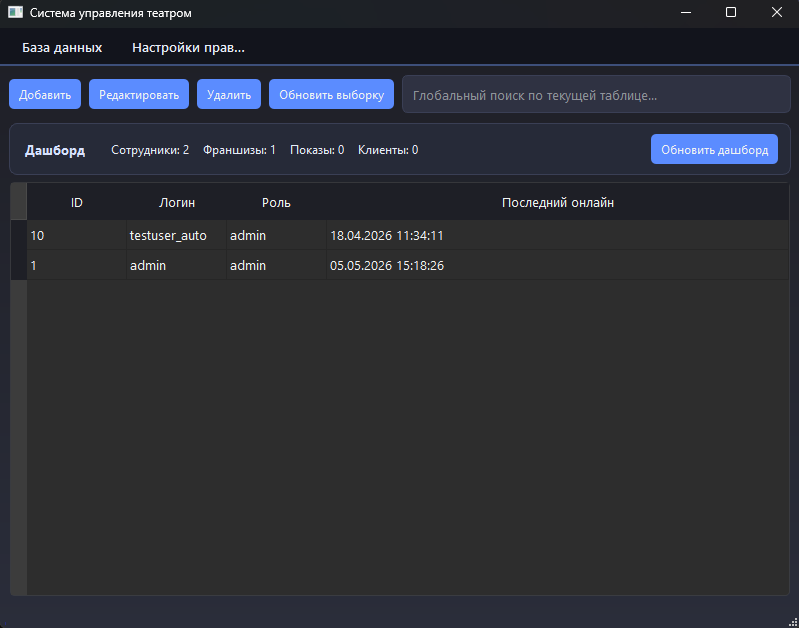 Система управления театром
База данных Настройки прав...
Добавить Редактировать Удалить Обновить выборку Глобальный поиск по текущей таблице...
Дашборд Сотрудники: 2 Франшизы: 1 Показы: 0 Клиенты: 0 Обновить дашборд
ID Логин Роль Последний онлайн
10 testuser_auto admin 18.04.2026 11:34:11
1 admin admin 05.05.2026 15:18:26